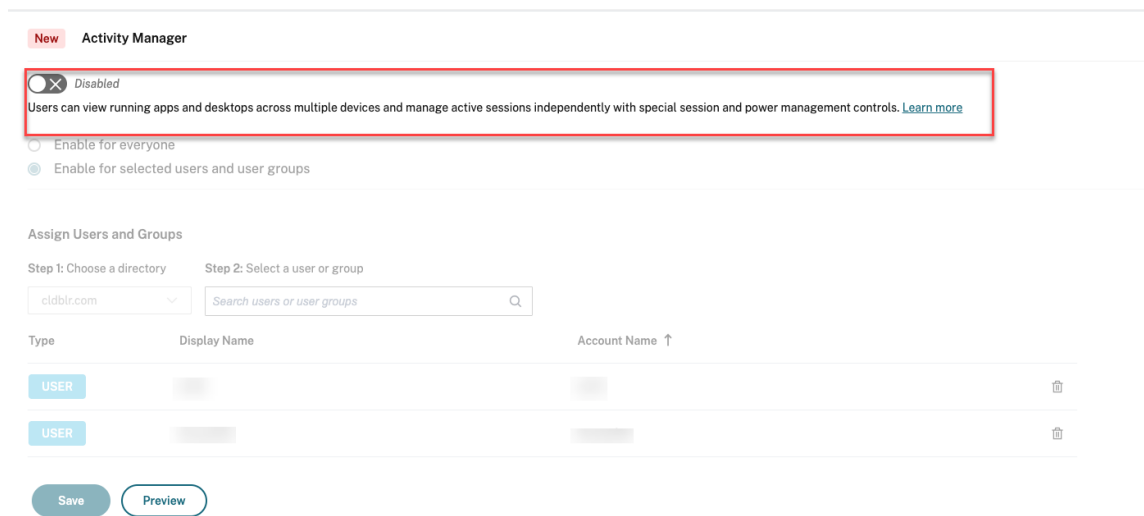 New Activity Manager
Disabled
Users can view running apps and desktops across multiple devices and manage active sessions independently with special session and power management controls. Learn more
Enable for everyone
Enable for selected users and user groups
Assign Users and Groups
Step 1: Choose a directory Step 2: Select a user or group
cldblr.com Search users or user groups
Type Display Name Account Name ↑
USER
USER
Save Preview